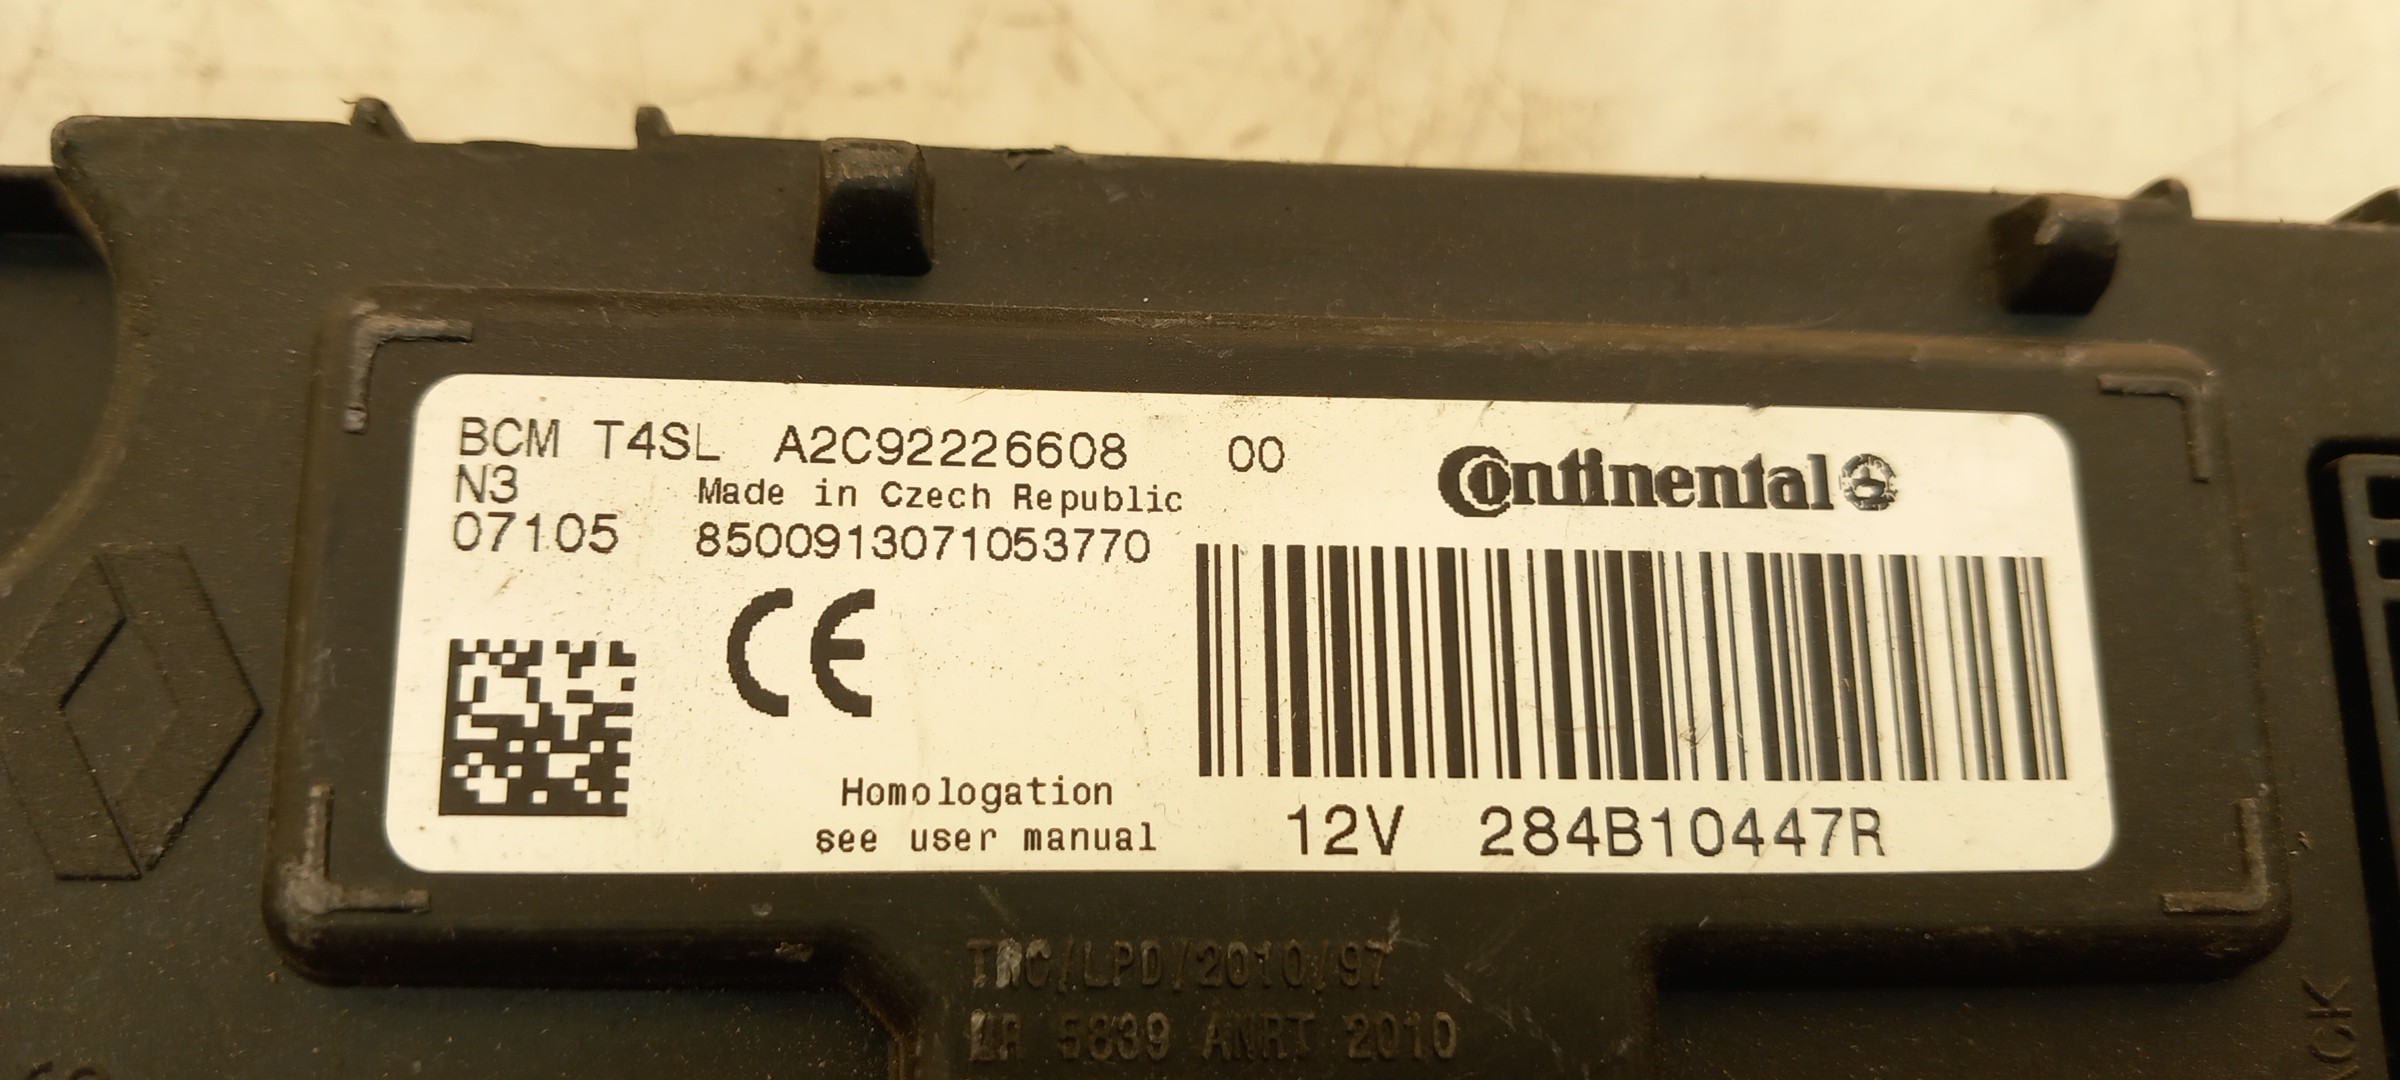 BCM T4SL A2C92226608 00
Continental
N3 Made in Czech Republic
07105 8500913071053770
CE
Homologation
see user manual
12V 284B10447R
TRC/LPD/2010/97
MR 5839 ANRT 2010